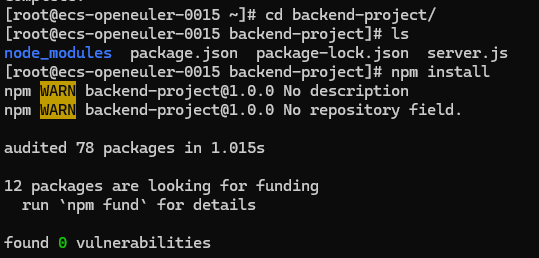 [root@ecs-openeuler-0015 ~]# cd backend-project/
[root@ecs-openeuler-0015 backend-project]# ls
node_modules  package.json  package-lock.json  server.js
[root@ecs-openeuler-0015 backend-project]# npm install
npm WARN backend-project@1.0.0 No description
npm WARN backend-project@1.0.0 No repository field.
audited 78 packages in 1.015s
12 packages are looking for funding
  run `npm fund` for details
found 0 vulnerabilities